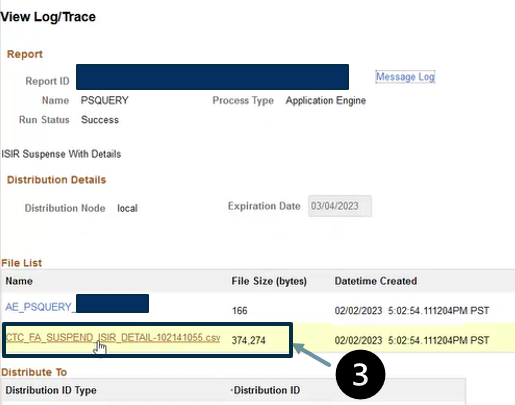 View Log/Trace
Report
Report ID
Message Log
Name PSQUERY Process Type Application Engine
Run Status Success
ISIR Suspense With Details
Distribution Details
Distribution Node local Expiration Date 03/04/2023
File List
Name File Size (bytes) Datetime Created
AE_PSQUERY_ 166 02/02/2023 5:02:54.111204PM PST
CTC_FA_SUSPEND_ISIR_DETAIL-102141055.csv 374,274 02/02/2023 5:02:54.111204PM PST
3
Distribute To
Distribution ID Type *Distribution ID